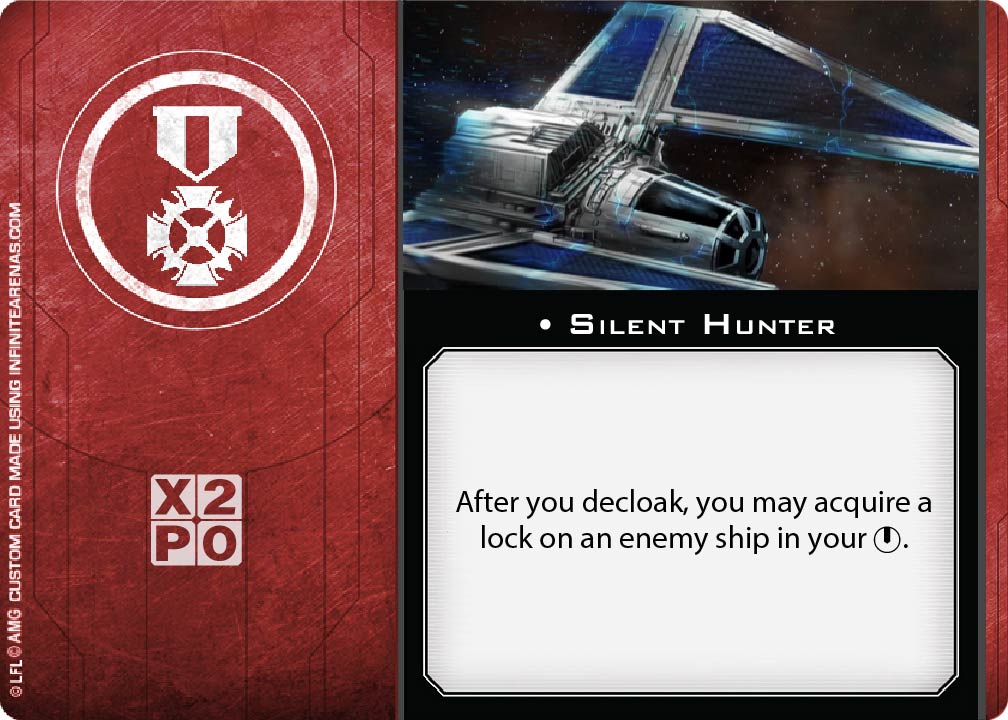 • Silent Hunter
After you decloak, you may acquire a
lock on an enemy ship in your .
X2
PO
© LFL © AMG CUSTOM CARD MADE USING INFINITEARENAS.COM